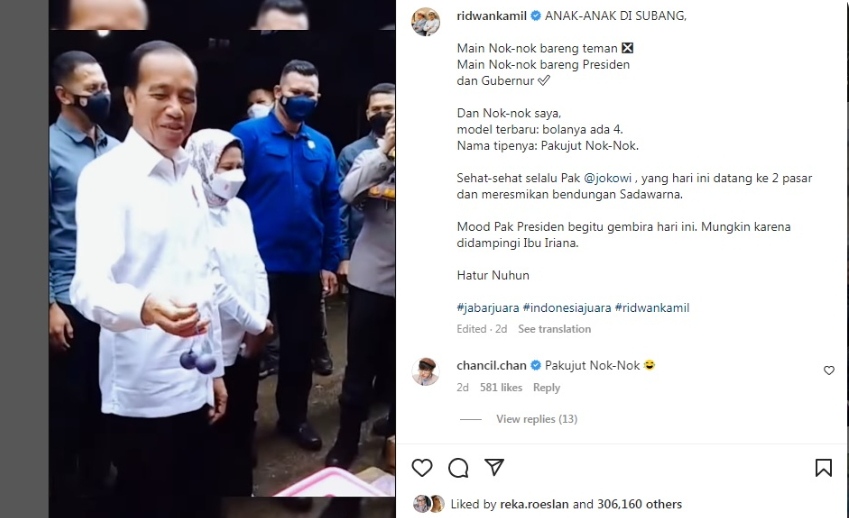 ridwankamil ANAK-ANAK DI SUBANG,
Main Nok-nok bareng teman ❎
Main Nok-nok bareng Presiden
dan Gubernur ✅
Dan Nok-nok saya,
model terbaru: bolanya ada 4.
Nama tipenya: Pakujut Nok-Nok.
Sehat-sehat selalu Pak @jokowi , yang hari ini datang ke 2 pasar
dan meresmikan bendungan Sadawarna.
Mood Pak Presiden begitu gembira hari ini. Mungkin karena
didampingi Ibu Iriana.
Hatur Nuhun
#jabarjuara #indonesiajuara #ridwankamil
Edited · 2d See translation
chancil.chan Pakujut Nok-Nok 😄
2d 581 likes Reply
View replies (13)
Liked by reka.roeslan and 306,160 others